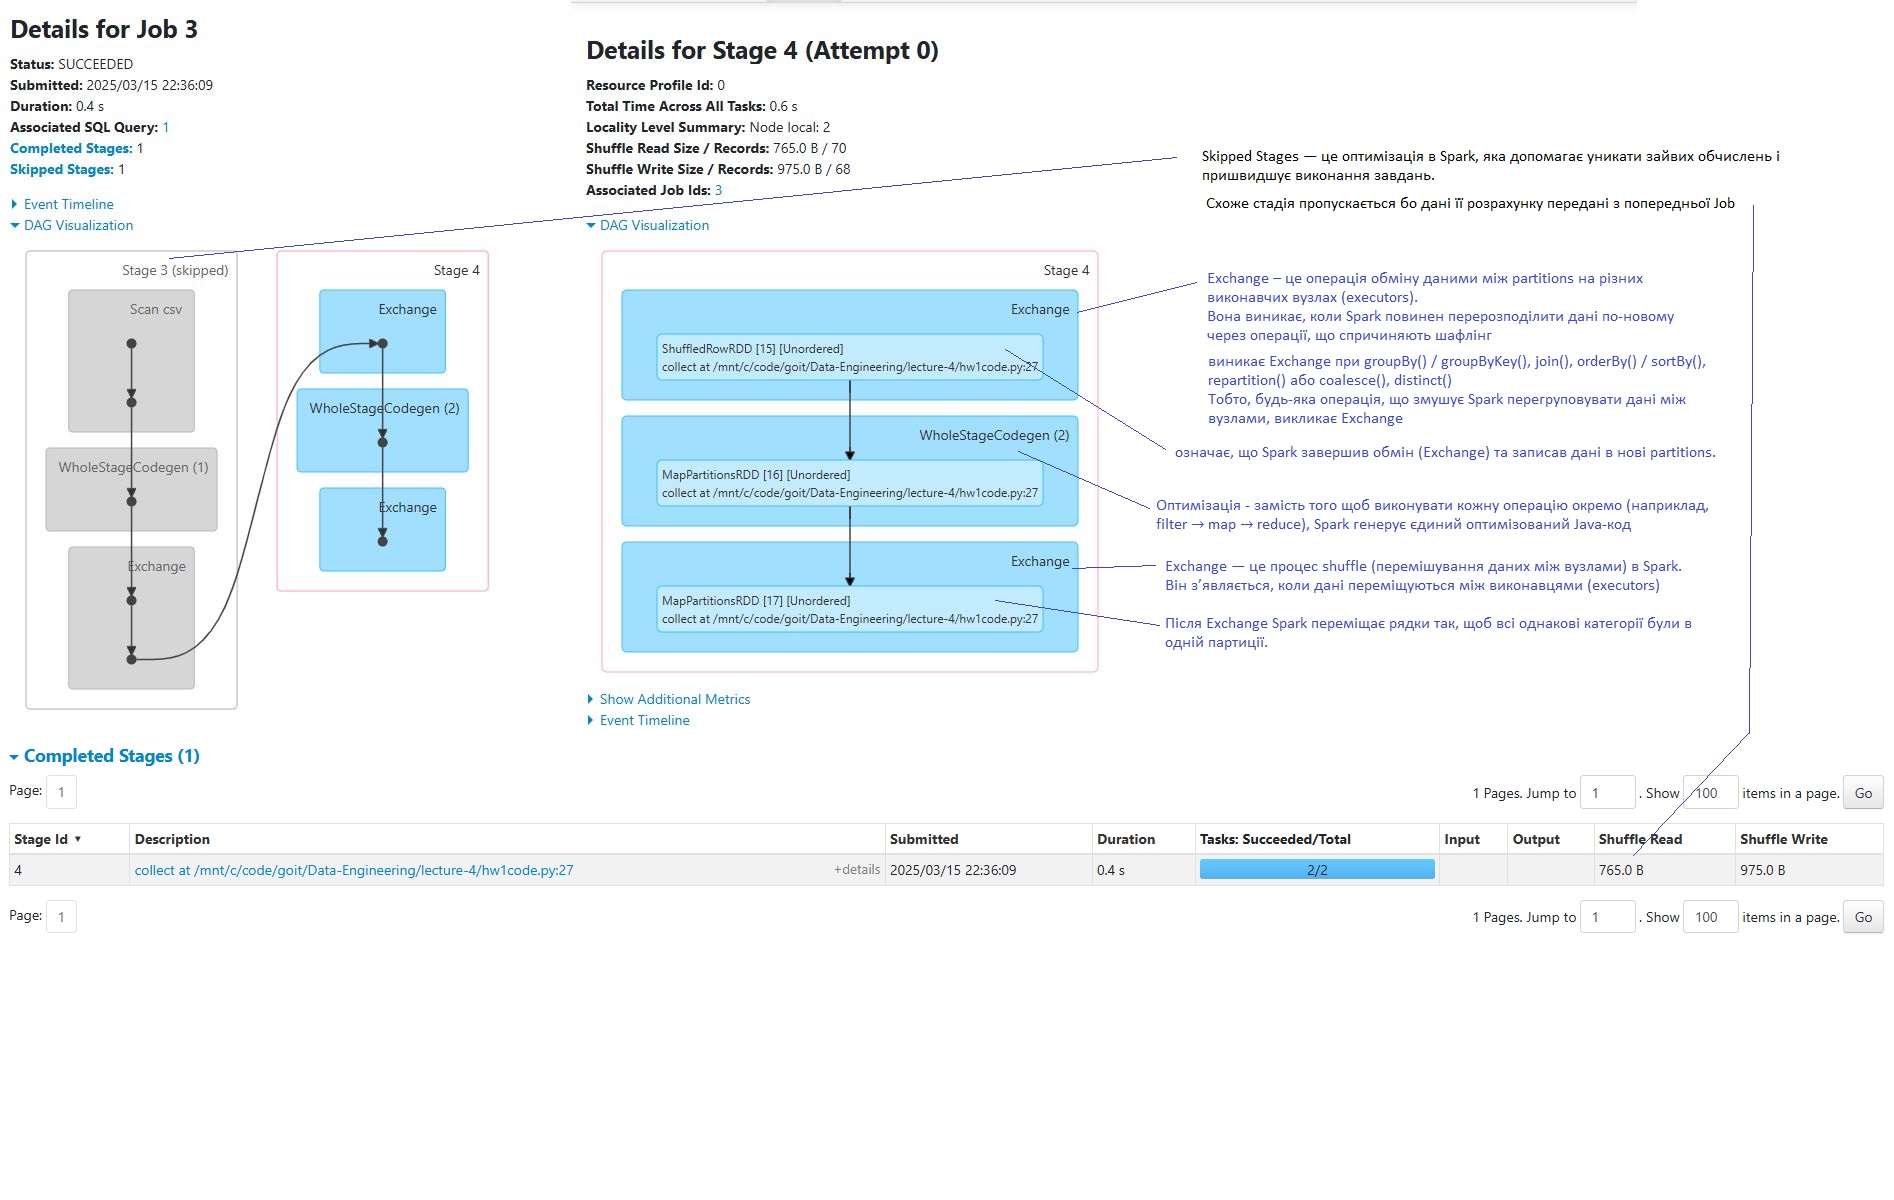 Details for Job 3
Status: SUCCEEDED
Submitted: 2025/03/15 22:36:09
Duration: 0.4 s
Associated SQL Query: 1
Completed Stages: 1
Skipped Stages: 1
Event Timeline
DAG Visualization
Stage 3 (skipped)
Scan csv
WholeStageCodegen (1)
Exchange
Stage 4
Exchange
WholeStageCodegen (2)
Exchange
Details for Stage 4 (Attempt 0)
Resource Profile Id: 0
Total Time Across All Tasks: 0.6 s
Locality Level Summary: Node local: 2
Shuffle Read Size / Records: 765.0 B / 70
Shuffle Write Size / Records: 975.0 B / 68
Associated Job Ids: 3
DAG Visualization
Stage 4
Exchange
ShuffledRowRDD [15] [Unordered]
collect at /mnt/c/code/goit/Data-Engineering/lecture-4/hw1code.py:27
WholeStageCodegen (2)
MapPartitionsRDD [16] [Unordered]
collect at /mnt/c/code/goit/Data-Engineering/lecture-4/hw1code.py:27
Exchange
MapPartitionsRDD [17] [Unordered]
collect at /mnt/c/code/goit/Data-Engineering/lecture-4/hw1code.py:27
Show Additional Metrics
Event Timeline
Skipped Stages — це оптимізація в Spark, яка допомагає уникати зайвих обчислень і
пришвидшує виконання завдань.
Схоже стадія пропускається бо дані її розрахунку передані з попередньої Job
Exchange – це операція обміну даними між partitions на різних
виконавчих вузлах (executors).
Вона виникає, коли Spark повинен перерозподілити дані по-новому
через операції, що спричиняють шафлінг
виникає Exchange при groupBy() / groupByKey(), join(), orderBy() / sortBy(),
repartition() або coalesce(), distinct()
Тобто, будь-яка операція, що змушує Spark перегруповувати дані між
вузлами, викликає Exchange
означає, що Spark завершив обмін (Exchange) та записав дані в нові partitions.
Оптимізація - замість того щоб виконувати кожну операцію окремо (наприклад,
filter → map → reduce), Spark генерує єдиний оптимізований Java-код
Exchange — це процес shuffle (перемішування даних між вузлами) в Spark.
Він з’являється, коли дані переміщуються між виконавцями (executors)
Після Exchange Spark переміщає рядки так, щоб всі однакові категорії були в
одній партиції.
Completed Stages (1)
Page: 1
1 Pages. Jump to 1 . Show 100 items in a page. Go
Stage Id ▾ Description Submitted Duration Tasks: Succeeded/Total Input Output Shuffle Read Shuffle Write
4 collect at /mnt/c/code/goit/Data-Engineering/lecture-4/hw1code.py:27 +details 2025/03/15 22:36:09 0.4 s 2/2 765.0 B 975.0 B
Page: 1
1 Pages. Jump to 1 . Show 100 items in a page. Go